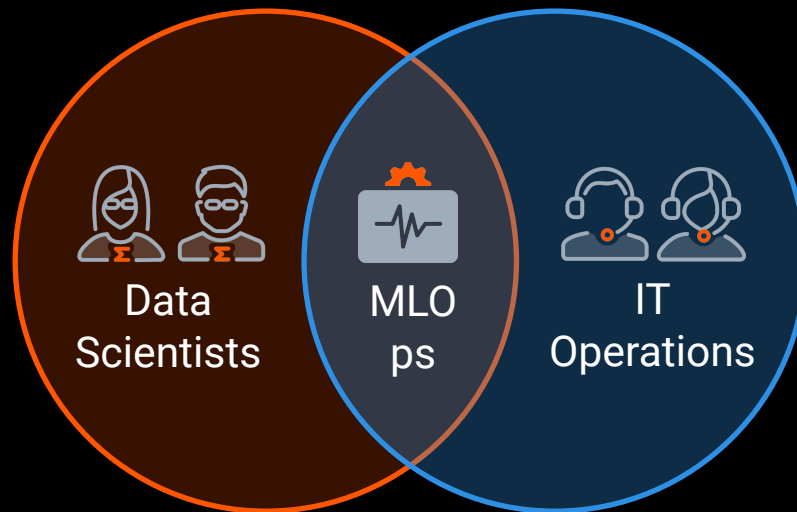 Data
Scientists
MLO
ps
IT
Operations
Σ
Σ